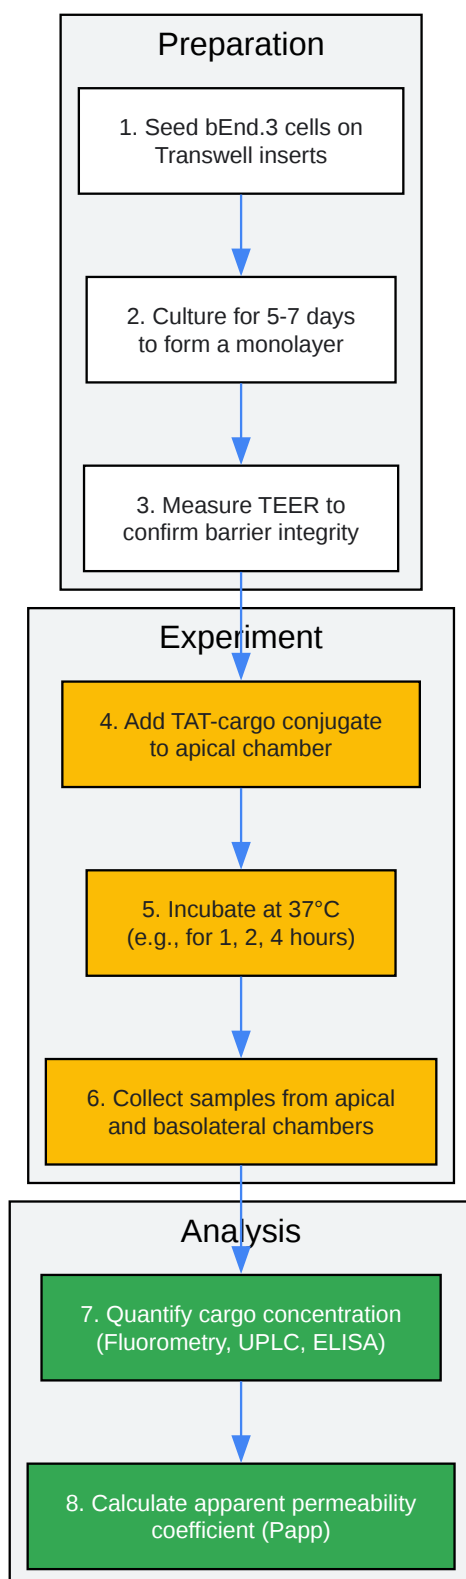 Preparation
1. Seed bEnd.3 cells on
Transwell inserts
2. Culture for 5-7 days
to form a monolayer
3. Measure TEER to
confirm barrier integrity
Experiment
4. Add TAT-cargo conjugate
to apical chamber
5. Incubate at 37°C
(e.g., for 1, 2, 4 hours)
6. Collect samples from apical
and basolateral chambers
Analysis
7. Quantify cargo concentration
(Fluorometry, UPLC, ELISA)
8. Calculate apparent permeability
coefficient (Papp)